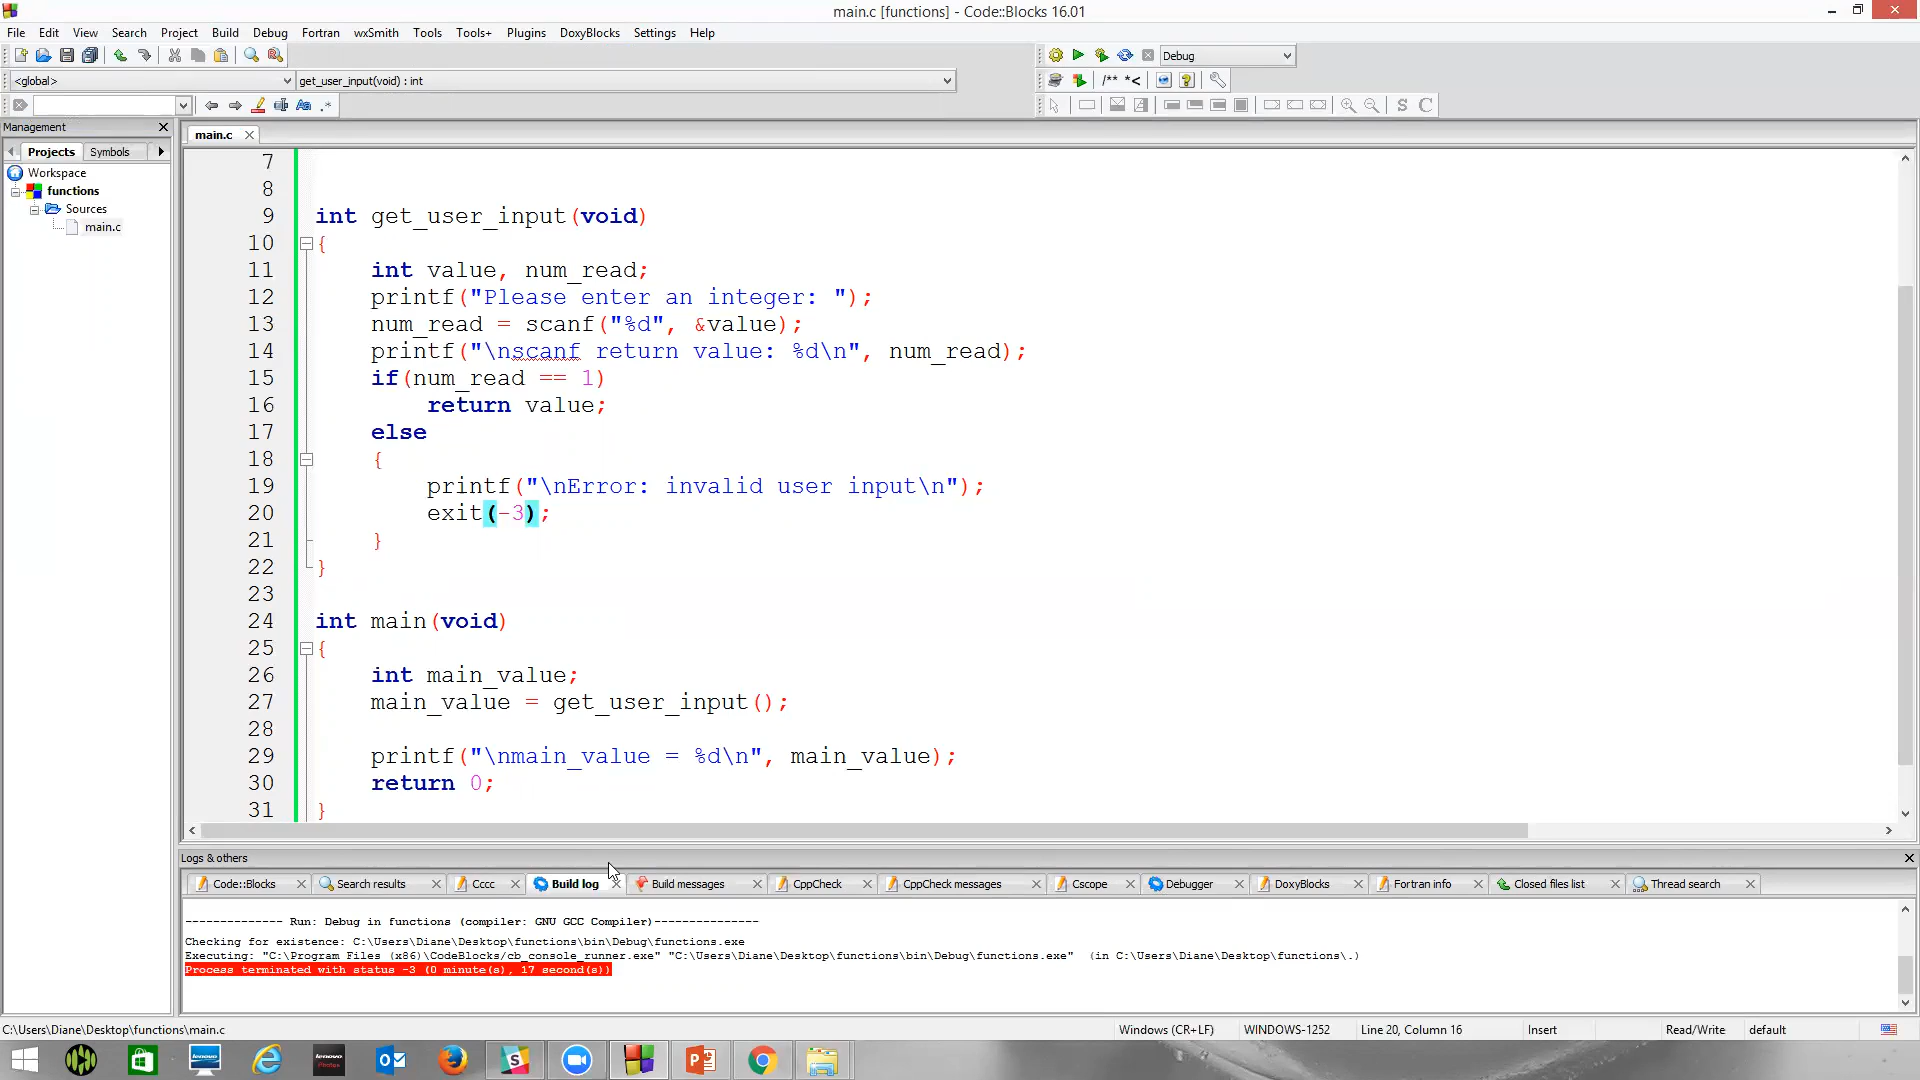 main.c [functions] - Code::Blocks 16.01
File Edit View Search Project Build Debug Fortran wxSmith Tools Tools+ Plugins DoxyBlocks Settings Help
Debug
<global> get_user_input(void) : int
/** *<
S C
Management
main.c
Projects Symbols
Workspace
functions
Sources
main.c
7
8
9 int get_user_input(void)
10 {
11 int value, num_read;
12 printf("Please enter an integer: ");
13 num_read = scanf("%d", &value);
14 printf("\nscanf return value: %d\n", num_read);
15 if(num_read == 1)
16 return value;
17 else
18 {
19 printf("\nError: invalid user input\n");
20 exit(-3);
21 }
22 }
23
24 int main(void)
25 {
26 int main_value;
27 main_value = get_user_input();
28
29 printf("\nmain_value = %d\n", main_value);
30 return 0;
31 }
Logs & others
Code::Blocks Search results Cccc Build log Build messages CppCheck CppCheck messages Cscope Debugger DoxyBlocks Fortran info Closed files list Thread search
-------------- Run: Debug in functions (compiler: GNU GCC Compiler)---------------
Checking for existence: C:\Users\Diane\Desktop\functions\bin\Debug\functions.exe
Executing: "C:\Program Files (x86)\CodeBlocks/cb_console_runner.exe" "C:\Users\Diane\Desktop\functions\bin\Debug\functions.exe" (in C:\Users\Diane\Desktop\functions\.)
Process terminated with status -3 (0 minute(s), 17 second(s))
C:\Users\Diane\Desktop\functions\main.c Windows (CR+LF) WINDOWS-1252 Line 20, Column 16 Insert Read/Write default
lenovo